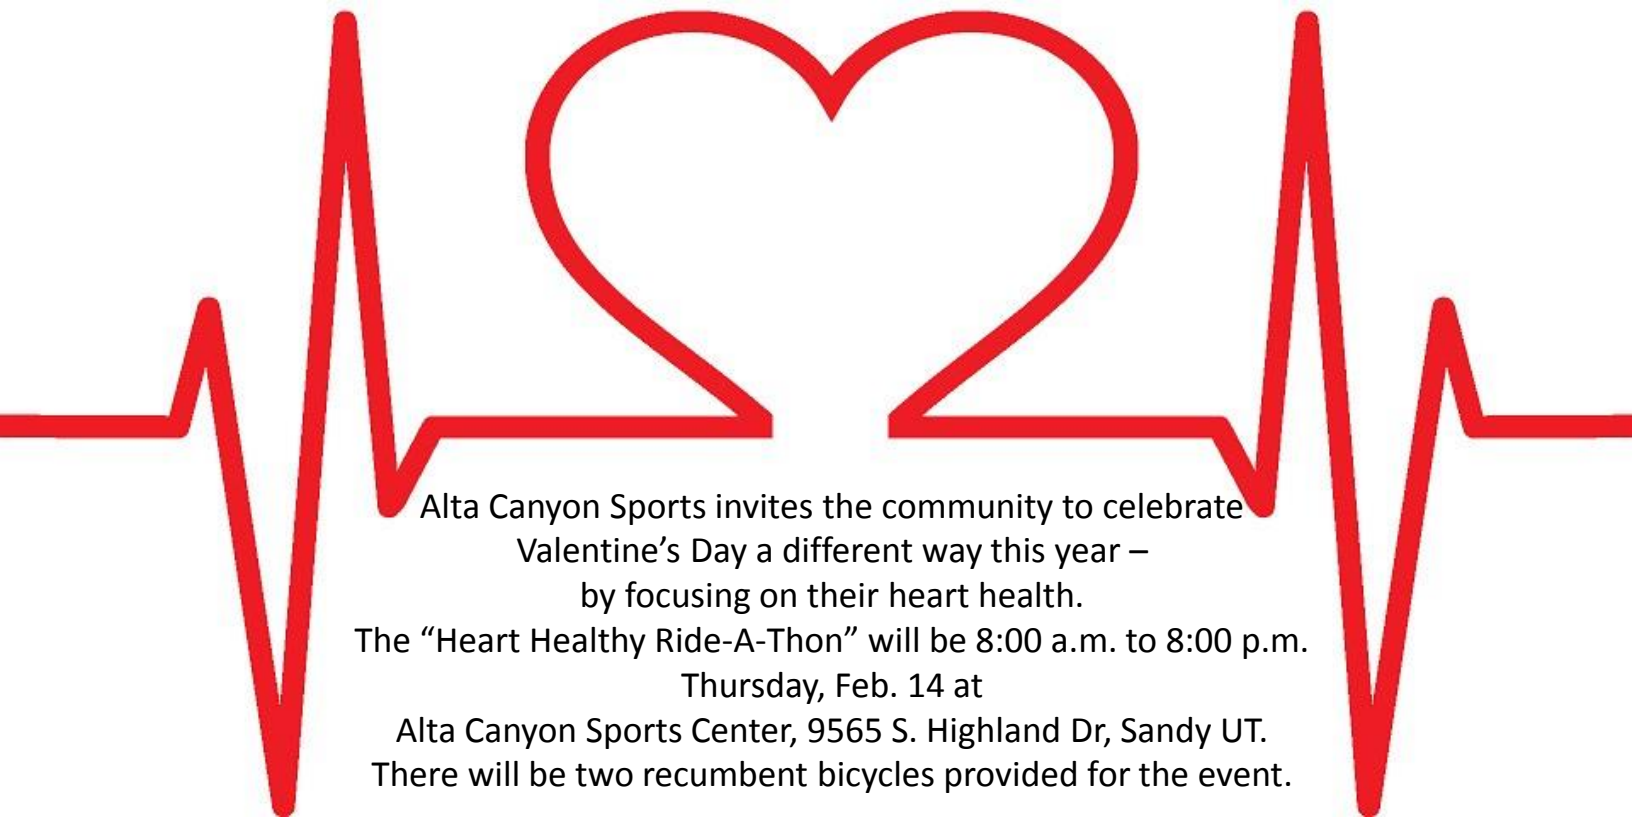 Alta Canyon Sports invites the community to celebrate
Valentine’s Day a different way this year –
by focusing on their heart health.
The “Heart Healthy Ride-A-Thon” will be 8:00 a.m. to 8:00 p.m.
Thursday, Feb. 14 at
Alta Canyon Sports Center, 9565 S. Highland Dr, Sandy UT.
There will be two recumbent bicycles provided for the event.